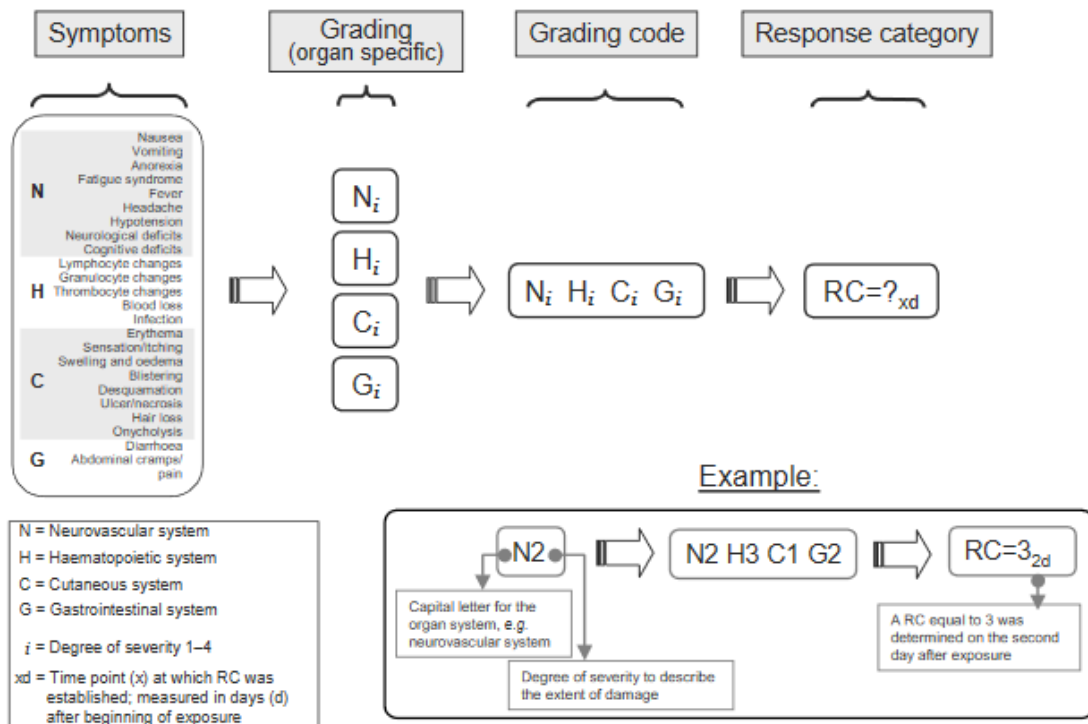 Symptoms
Grading
(organ specific)
Grading code
Response category
N
Nausea
Vomiting
Anorexia
Fatigue syndrome
Fever
Headache
Hypotension
Neurological deficits
Cognitive deficits
H
Lymphocyte changes
Granulocyte changes
Thrombocyte changes
Blood loss
Infection
C
Erythema
Sensation/itching
Swelling and oedema
Blistering
Desquamation
Ulcer/necrosis
Hair loss
Onycholysis
G
Diarrhoea
Abdominal cramps/
pain
Nᵢ
Hᵢ
Cᵢ
Gᵢ
Nᵢ Hᵢ Cᵢ Gᵢ
RC=?xd
N = Neurovascular system
H = Haematopoietic system
C = Cutaneous system
G = Gastrointestinal system
i = Degree of severity 1–4
xd = Time point (x) at which RC was
established; measured in days (d)
after beginning of exposure
Example:
N2
N2 H3 C1 G2
RC=3₂d
Capital letter for the
organ system, e.g.
neurovascular system
Degree of severity to describe
the extent of damage
A RC equal to 3 was
determined on the second
day after exposure